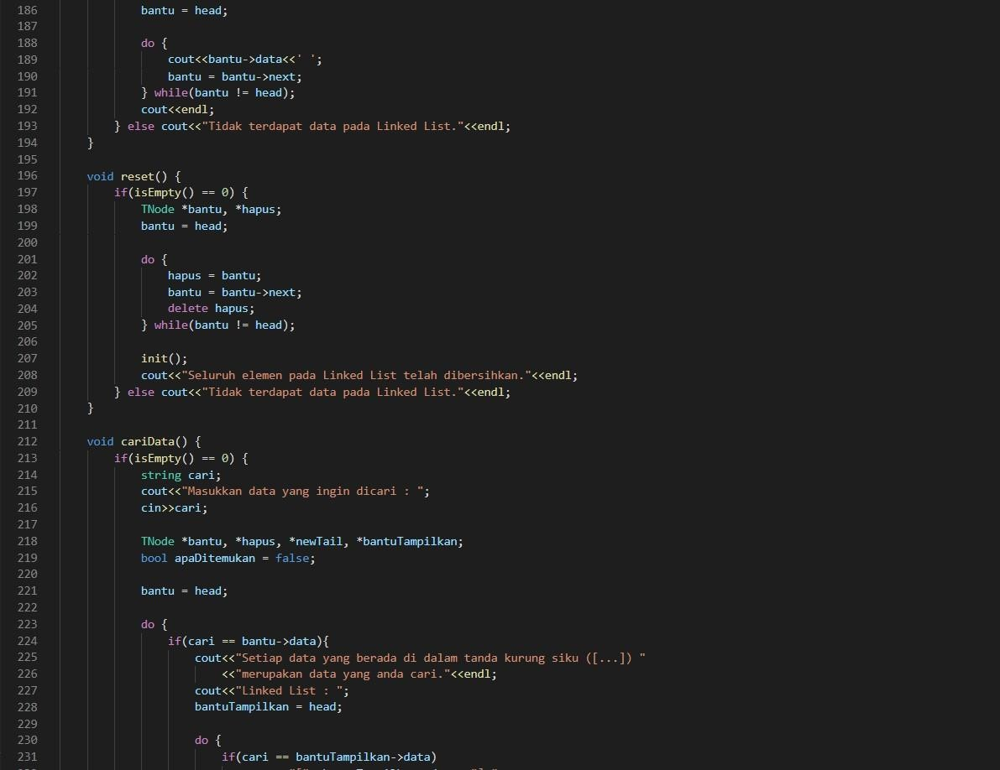 186 bantu = head;
187
188 do {
189 cout<<bantu->data<<' ';
190 bantu = bantu->next;
191 } while(bantu != head);
192 cout<<endl;
193 } else cout<<"Tidak terdapat data pada Linked List."<<endl;
194 }
195
196 void reset() {
197 if(isEmpty() == 0) {
198 TNode *bantu, *hapus;
199 bantu = head;
200
201 do {
202 hapus = bantu;
203 bantu = bantu->next;
204 delete hapus;
205 } while(bantu != head);
206
207 init();
208 cout<<"Seluruh elemen pada Linked List telah dibersihkan."<<endl;
209 } else cout<<"Tidak terdapat data pada Linked List."<<endl;
210 }
211
212 void cariData() {
213 if(isEmpty() == 0) {
214 string cari;
215 cout<<"Masukkan data yang ingin dicari : ";
216 cin>>cari;
217
218 TNode *bantu, *hapus, *newTail, *bantuTampilkan;
219 bool apaDitemukan = false;
220
221 bantu = head;
222
223 do {
224 if(cari == bantu->data){
225 cout<<"Setiap data yang berada di dalam tanda kurung siku ([...]) "
226 <<"merupakan data yang anda cari."<<endl;
227 cout<<"Linked List : ";
228 bantuTampilkan = head;
229
230 do {
231 if(cari == bantuTampilkan->data)